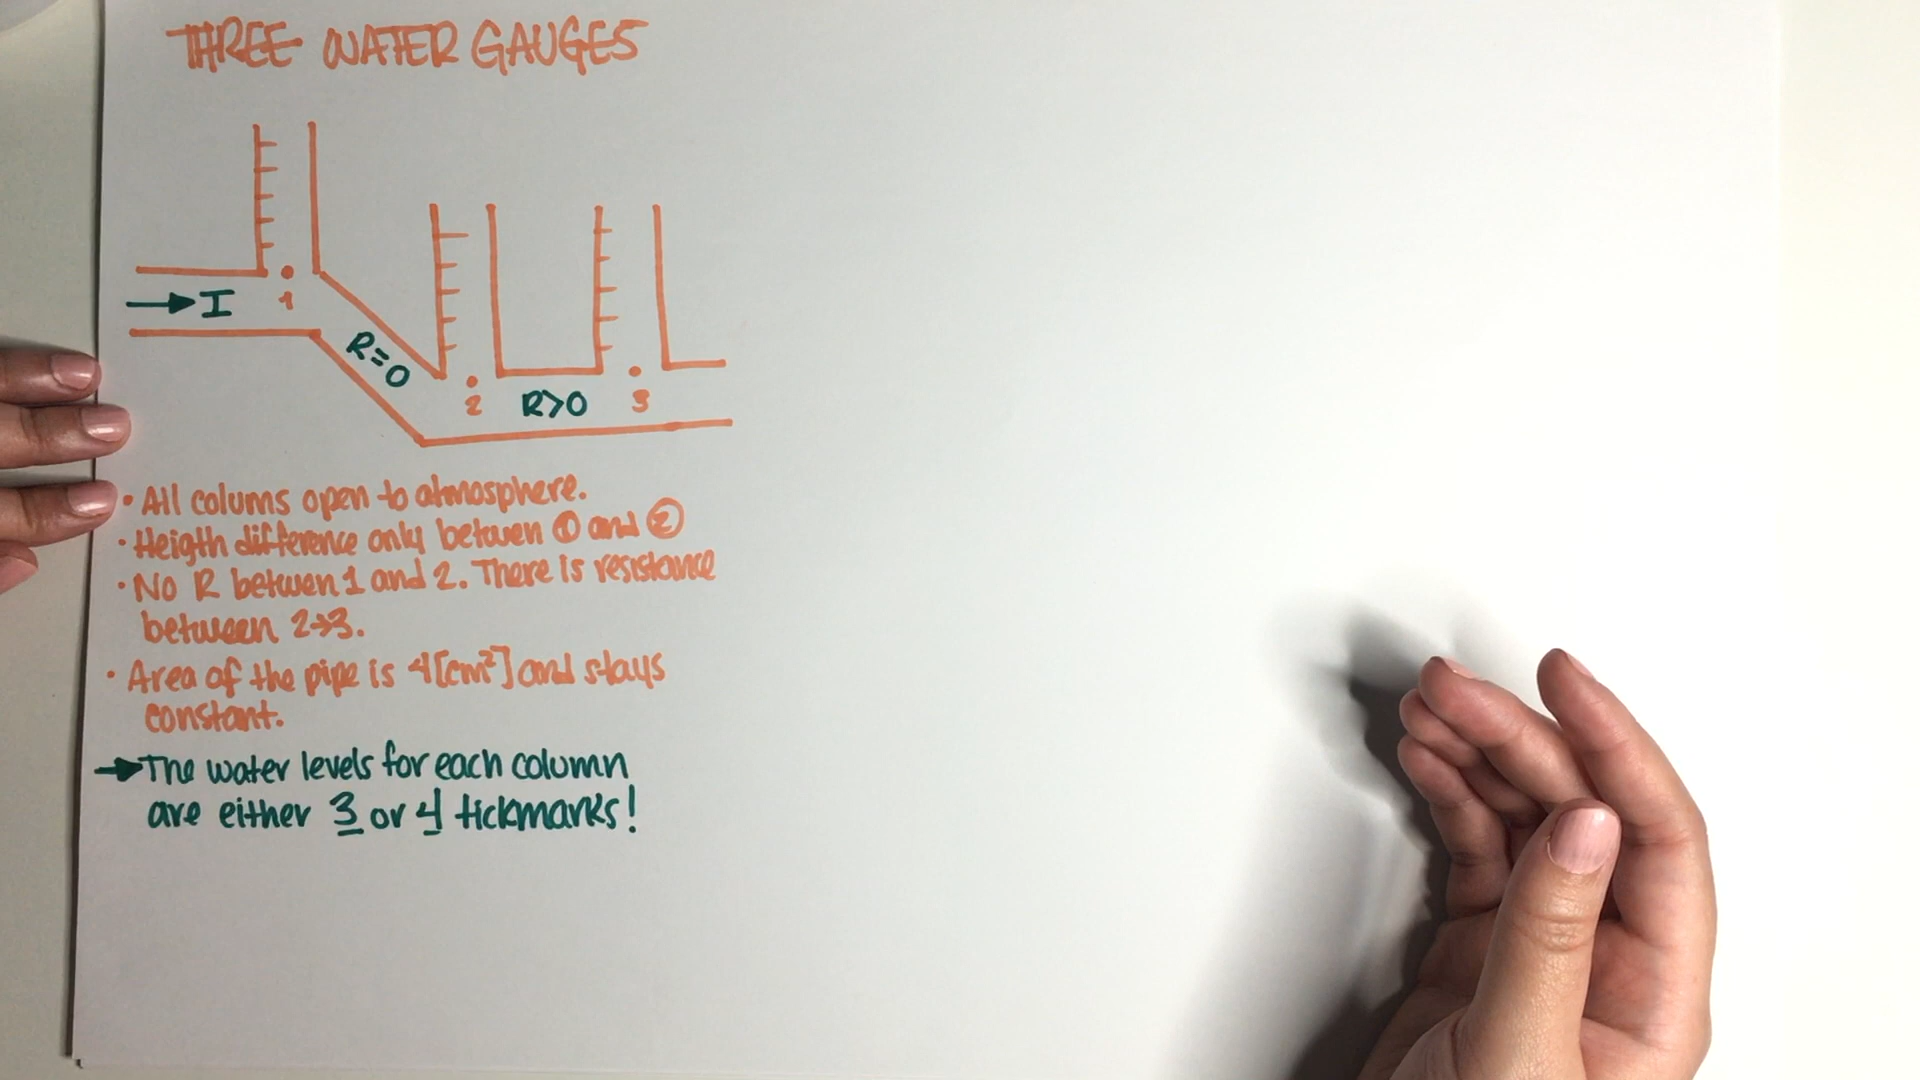 THREE WATER GAUGES
→ I
1
R=0
2
R>0
3
• All colums open to atmosphere.
• Heigth difference only betwen ① and ②
• No R betwen 1 and 2. There is resistance
between 2→3.
• Area of the pipe is 4[cm²] and stays
constant.
→ The water levels for each column
are either 3 or 4 tickmarks!